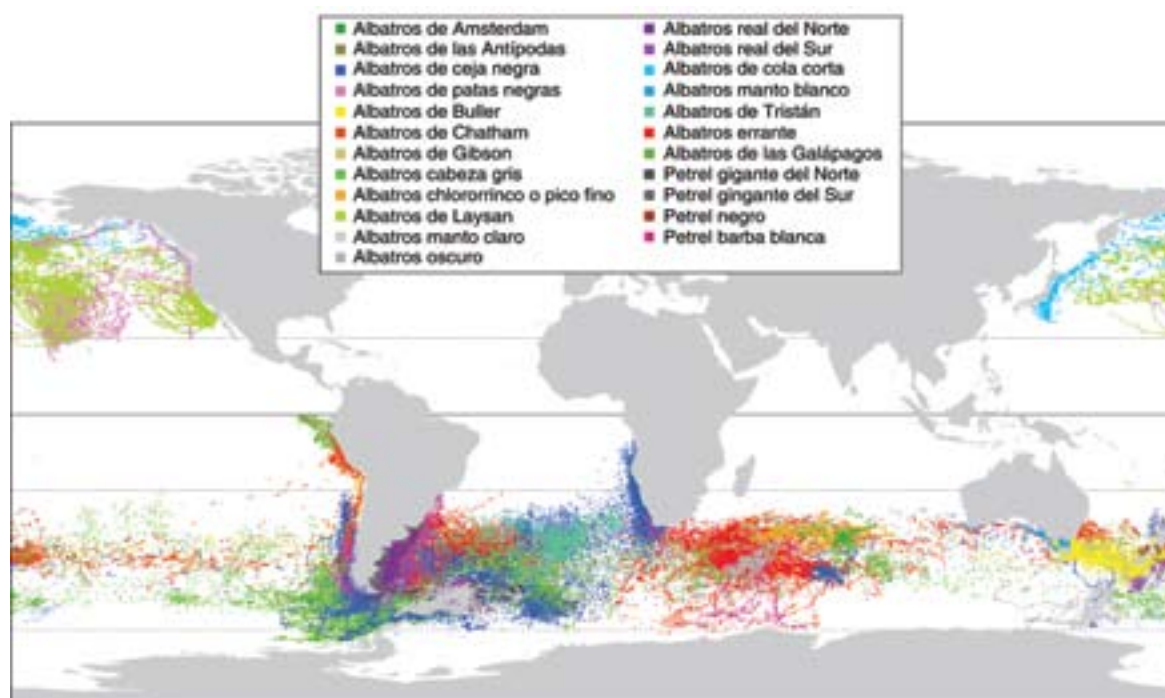 Albatros de Amsterdam
Albatros de las Antípodas
Albatros de ceja negra
Albatros de patas negras
Albatros de Buller
Albatros de Chatham
Albatros de Gibson
Albatros cabeza gris
Albatros chlororrinco o pico fino
Albatros de Laysan
Albatros manto claro
Albatros oscuro
Albatros real del Norte
Albatros real del Sur
Albatros de cola corta
Albatros manto blanco
Albatros de Tristán
Albatros errante
Albatros de las Galápagos
Petrel gigante del Norte
Petrel gingante del Sur
Petrel negro
Petrel barba blanca